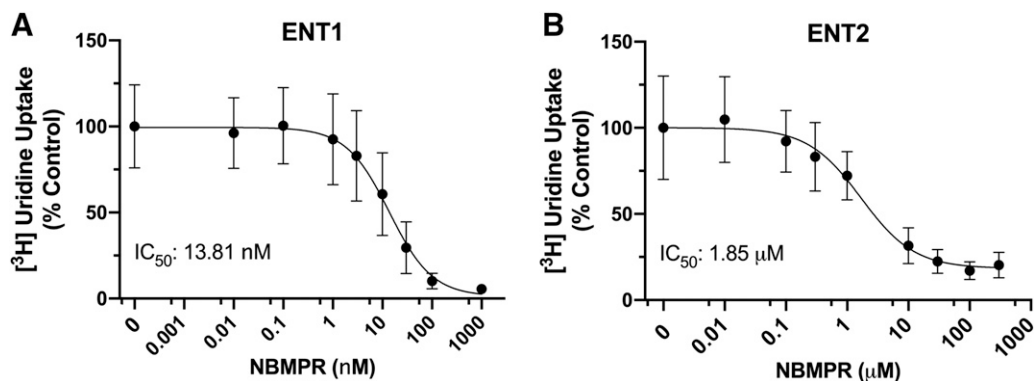 A
ENT1
[³H] Uridine Uptake
(% Control)
150
100
50
0
IC₅₀: 13.81 nM
0
0.001
0.01
0.1
1
10
100
1000
NBMPR (nM)
B
ENT2
[³H] Uridine Uptake
(% Control)
150
100
50
0
IC₅₀: 1.85 μM
0
0.01
0.1
1
10
100
1000
NBMPR (μM)